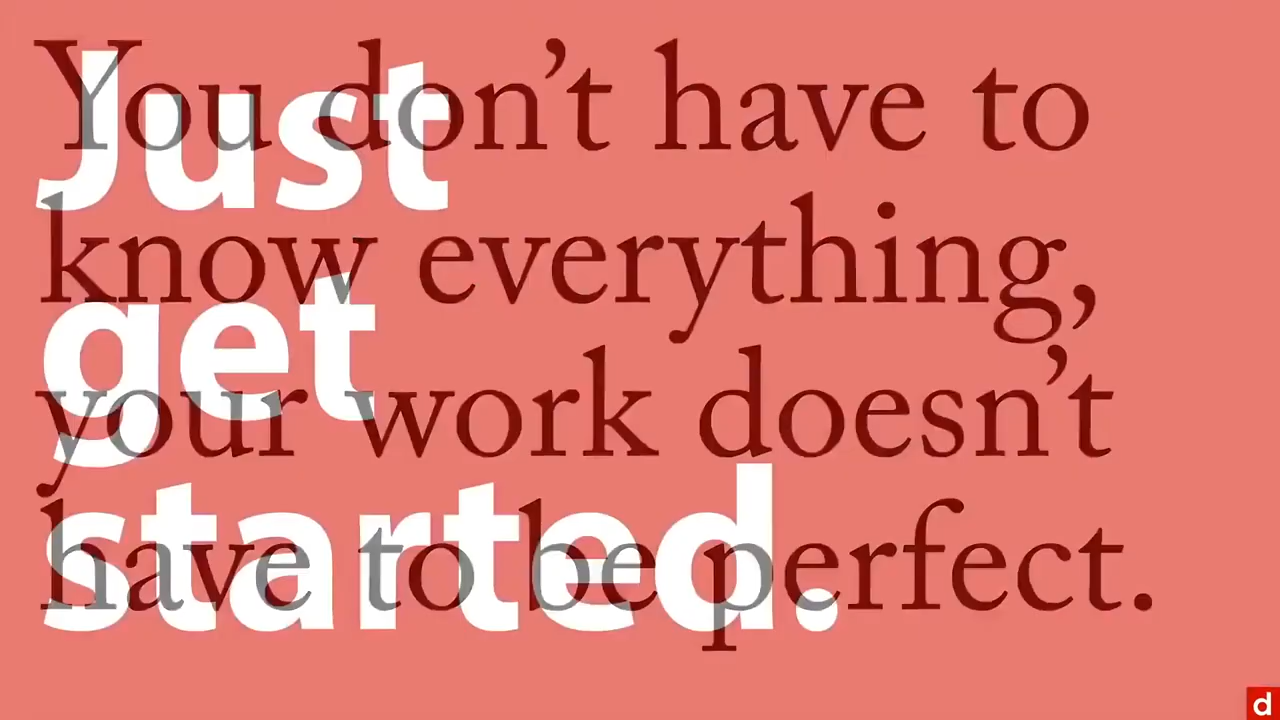 You don’t have to
know everything,
your work doesn’t
have to be perfect.
Just
get
started.
d